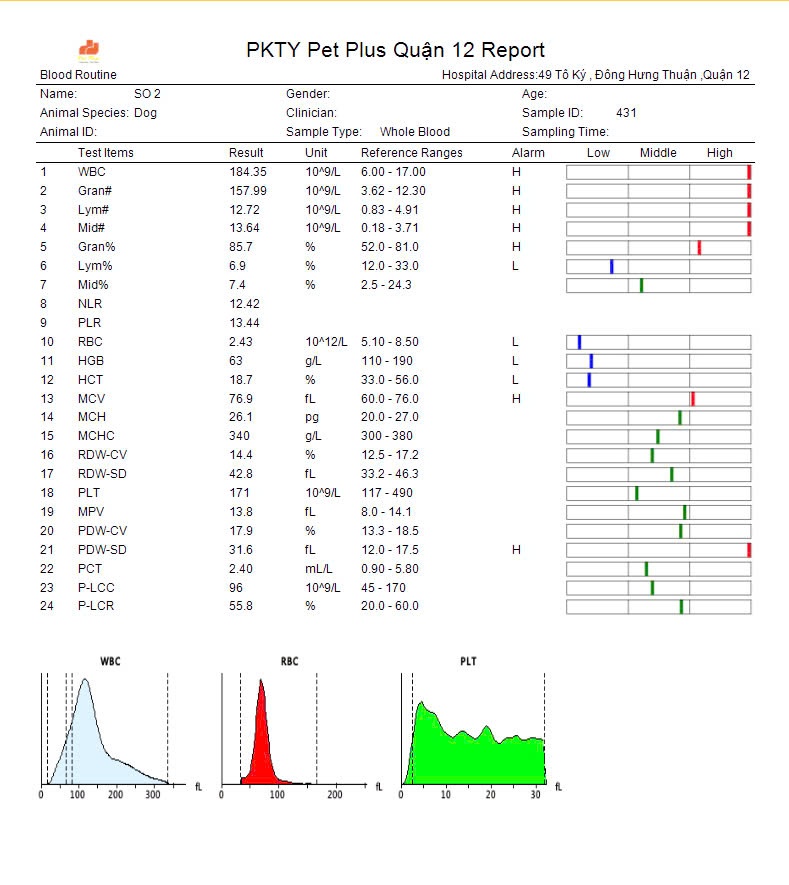 PKTY Pet Plus Quận 12 Report
Blood Routine Hospital Address:49 Tô Ký , Đông Hưng Thuận ,Quận 12
Name: SO 2 Gender: Age:
Animal Species: Dog Clinician: Sample ID: 431
Animal ID: Sample Type: Whole Blood Sampling Time:
Test Items Result Unit Reference Ranges Alarm Low Middle High
1 WBC 184.35 10^9/L 6.00 - 17.00 H
2 Gran# 157.99 10^9/L 3.62 - 12.30 H
3 Lym# 12.72 10^9/L 0.83 - 4.91 H
4 Mid# 13.64 10^9/L 0.18 - 3.71 H
5 Gran% 85.7 % 52.0 - 81.0 H
6 Lym% 6.9 % 12.0 - 33.0 L
7 Mid% 7.4 % 2.5 - 24.3
8 NLR 12.42
9 PLR 13.44
10 RBC 2.43 10^12/L 5.10 - 8.50 L
11 HGB 63 g/L 110 - 190 L
12 HCT 18.7 % 33.0 - 56.0 L
13 MCV 76.9 fL 60.0 - 76.0 H
14 MCH 26.1 pg 20.0 - 27.0
15 MCHC 340 g/L 300 - 380
16 RDW-CV 14.4 % 12.5 - 17.2
17 RDW-SD 42.8 fL 33.2 - 46.3
18 PLT 171 10^9/L 117 - 490
19 MPV 13.8 fL 8.0 - 14.1
20 PDW-CV 17.9 % 13.3 - 18.5
21 PDW-SD 31.6 fL 12.0 - 17.5 H
22 PCT 2.40 mL/L 0.90 - 5.80
23 P-LCC 96 10^9/L 45 - 170
24 P-LCR 55.8 % 20.0 - 60.0
WBC RBC PLT
fL fL fL
0 100 200 300 0 100 200 0 10 20 30